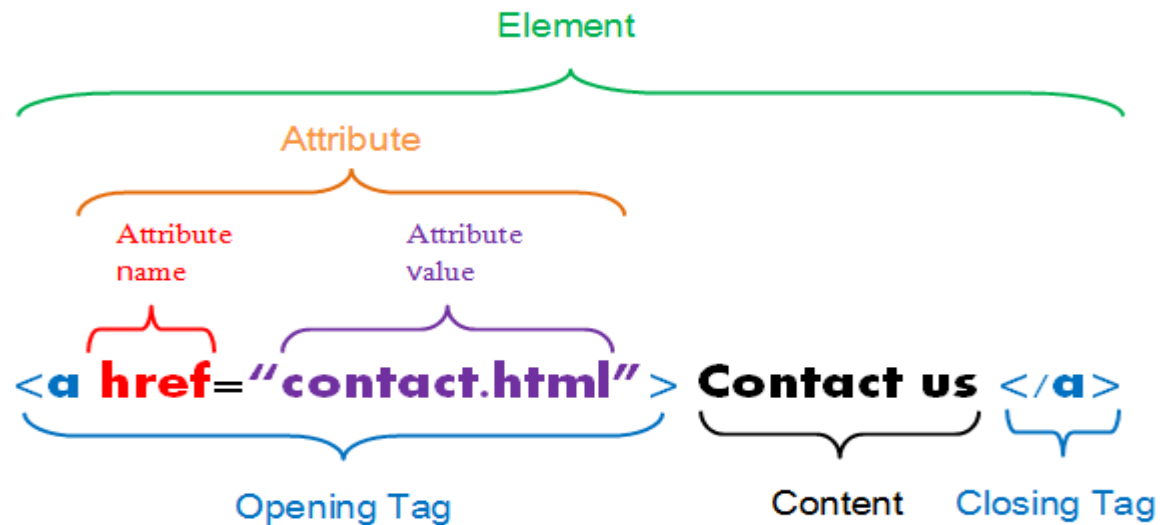 Element
Attribute
Attribute
name
Attribute
value
<a href=“contact.html”> Contact us </a>
Opening Tag
Content
Closing Tag